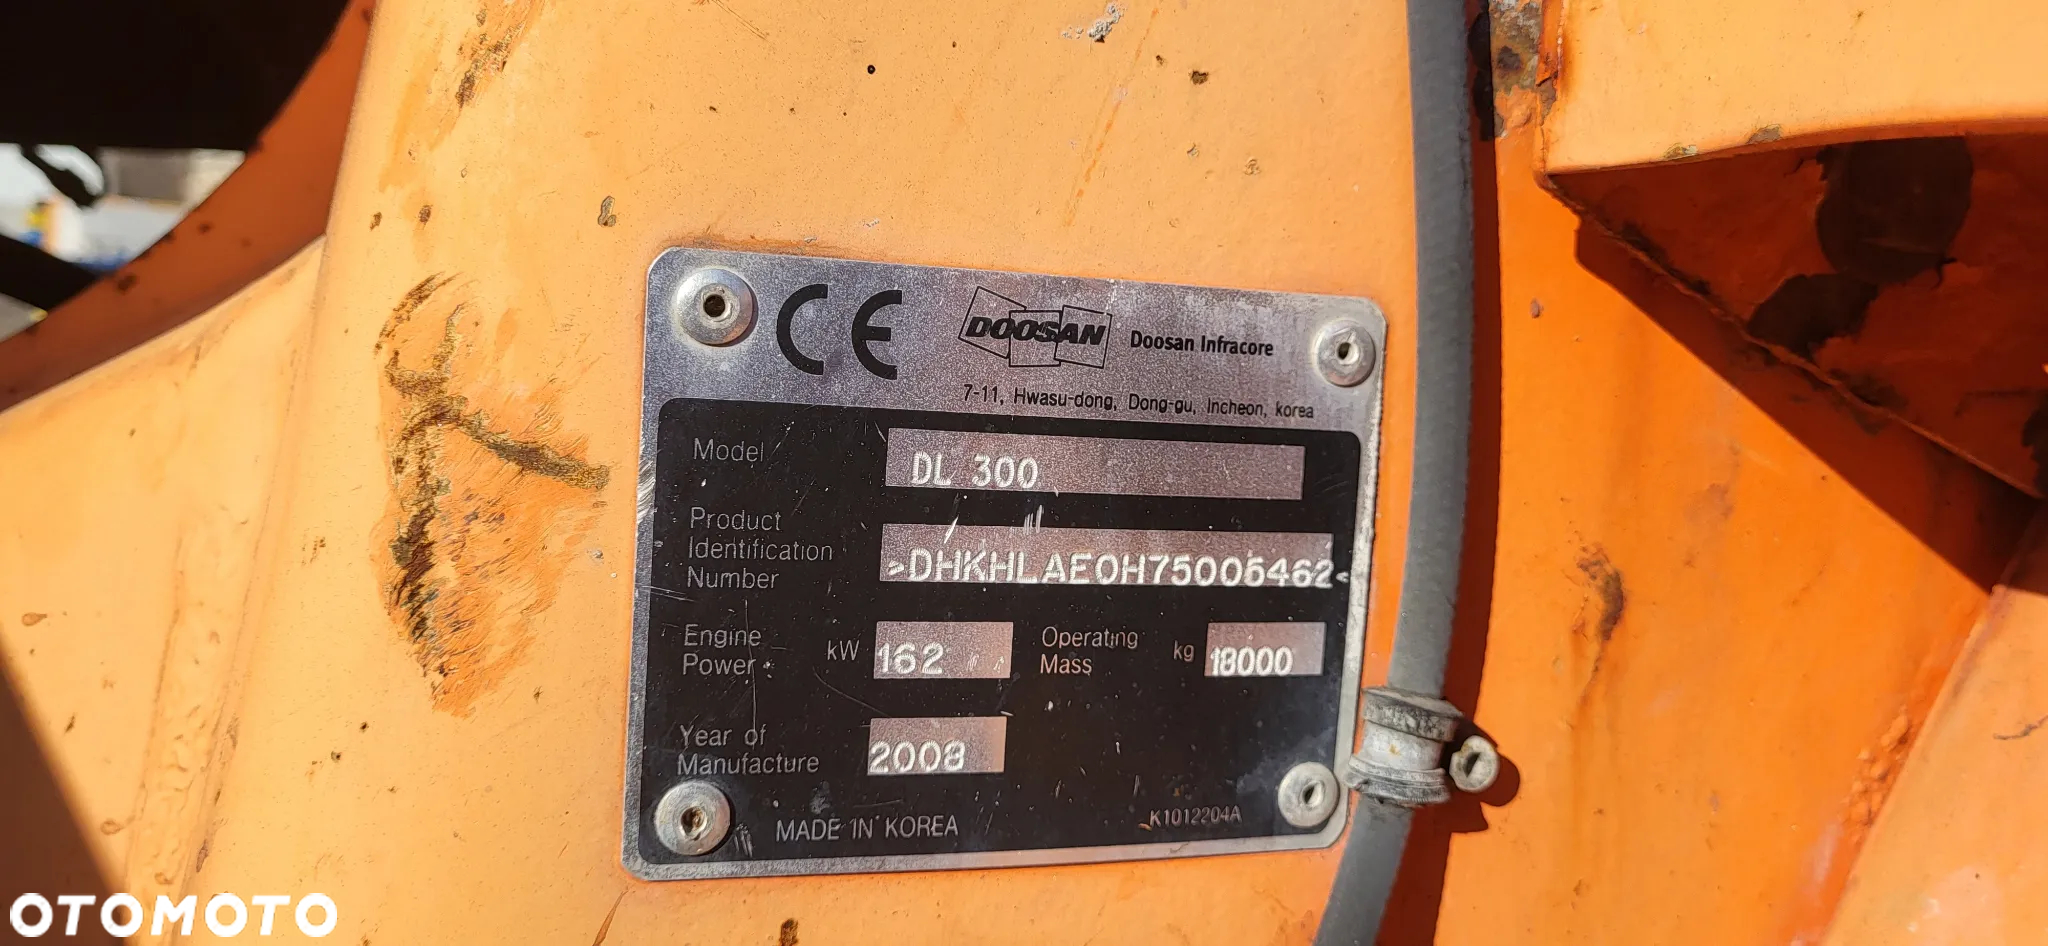 CE
DOOSAN Doosan Infracore
7-11, Hwasu-dong, Dong-gu, Incheon, korea
Model DL 300
Product
Identification
Number >DHKHLAE0H75005462<
Engine
Power kW 162
Operating
Mass kg 18000
Year of
Manufacture 2008
MADE IN KOREA
K1012204A
OTOMOTO